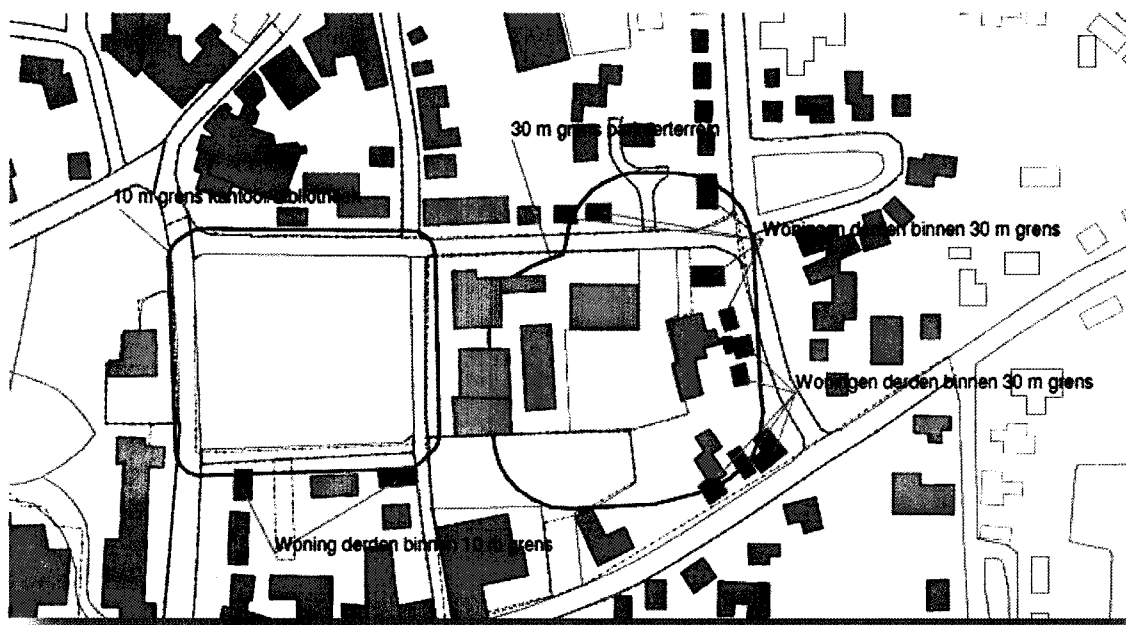 30 m grens parkeerterrein
10 m grens kantoor/bibliotheek
Woningen derden binnen 30 m grens
Woningen derden binnen 30 m grens
Woning derden binnen 10 m grens